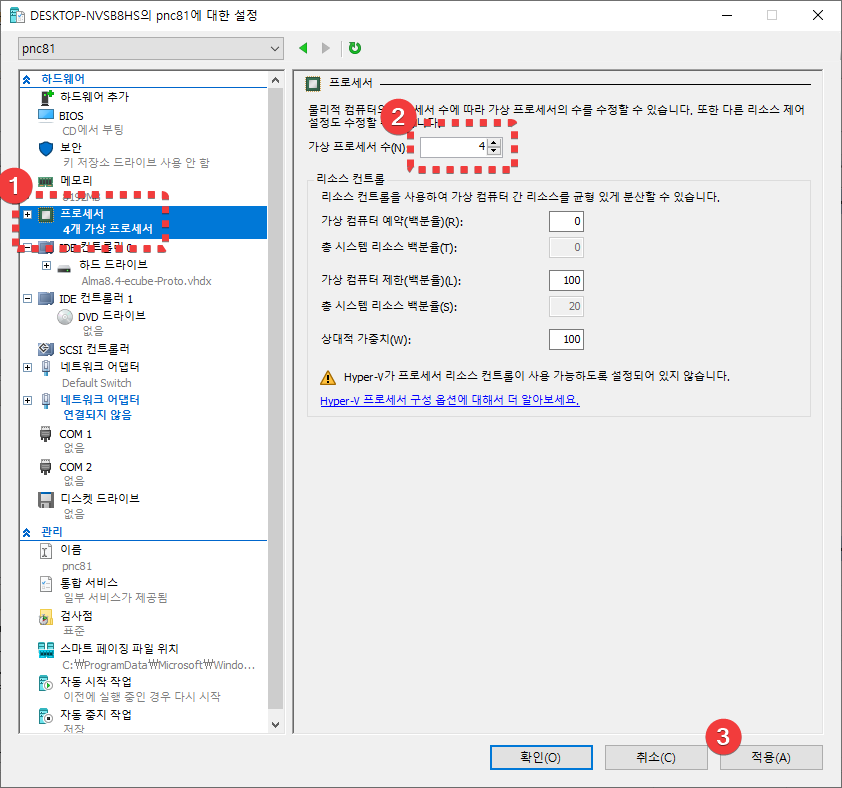 DESKTOP-NVSB8HS의 pnc81에 대한 설정
pnc81
하드웨어
하드웨어 추가
BIOS
CD에서 부팅
보안
키 저장소 드라이브 사용 안 함
메모리
8192MB
1
프로세서
4개 가상 프로세서
IDE 컨트롤러 0
하드 드라이브
Alma8.4-ecube-Proto.vhdx
IDE 컨트롤러 1
DVD 드라이브
없음
SCSI 컨트롤러
네트워크 어댑터
Default Switch
네트워크 어댑터
연결되지 않음
COM 1
없음
COM 2
없음
디스켓 드라이브
없음
관리
이름
pnc81
통합 서비스
일부 서비스가 제공됨
검사점
표준
스마트 페이징 파일 위치
C:₩ProgramData₩Microsoft₩Windo...
자동 시작 작업
이전에 실행 중인 경우 다시 시작
자동 중지 작업
저장
프로세서
물리적 컴퓨터의 세서 수에 따라 가상 프로세서의 수를 수정할 수 있습니다. 또한 다른 리소스 제어
설정도 수정할 니다.
2
가상 프로세서 수(N)
4
리소스 컨트롤
리소스 컨트롤을 사용하여 가상 컴퓨터 간 리소스를 균형 있게 분산할 수 있습니다.
가상 컴퓨터 예약(백분율)(R): 0
총 시스템 리소스 백분율(T): 0
가상 컴퓨터 제한(백분율)(L): 100
총 시스템 리소스 백분율(S): 20
상대적 가중치(W): 100
Hyper-V가 프로세서 리소스 컨트롤이 사용 가능하도록 설정되어 있지 않습니다.
Hyper-V 프로세서 구성 옵션에 대해서 더 알아보세요.
3
확인(O)
취소(C)
적용(A)